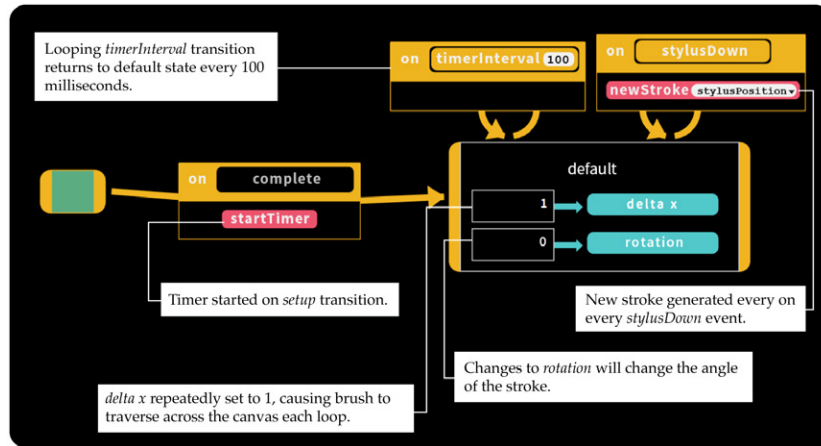 Looping timerInterval transition
returns to default state every 100
milliseconds.
on timerInterval 100
on stylusDown
newStroke stylusPosition
on complete
startTimer
default
1 delta x
0 rotation
Timer started on setup transition.
New stroke generated every on
every stylusDown event.
Changes to rotation will change the angle
of the stroke.
delta x repeatedly set to 1, causing brush to
traverse across the canvas each loop.